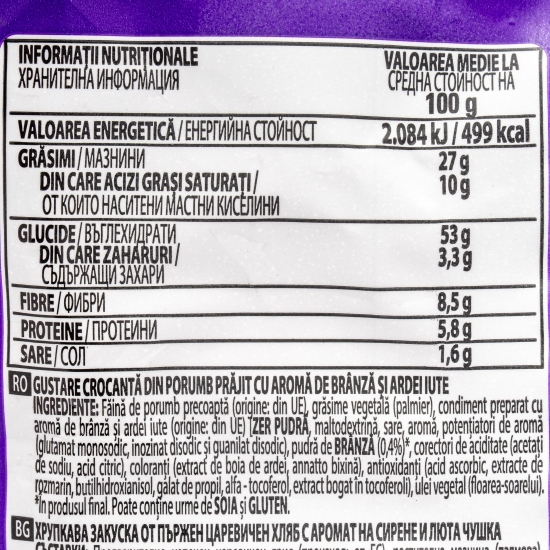 INFORMAȚII NUTRIȚIONALE
ХРАНИТЕЛНА ИНФОРМАЦИЯ
VALOAREA MEDIE LA
СРЕДНА СТОЙНОСТ НА
100 g
VALOAREA ENERGETICĂ / ЕНЕРГИЙНА СТОЙНОСТ 2.084 kJ / 499 kcal
GRĂSIMI / МАЗНИНИ 27 g
DIN CARE ACIZI GRAȘI SATURAȚI / 10 g
ОТ КОИТО НАСИТЕНИ МАСТНИ КИСЕЛИНИ
GLUCIDE / ВЪГЛЕХИДРАТИ 53 g
DIN CARE ZAHĂRURI / 3,3 g
СЪДЪРЖАЩИ ЗАХАРИ
FIBRE / ФИБРИ 8,5 g
PROTEINE / ПРОТЕИНИ 5,8 g
SARE / СОЛ 1,6 g
RO GUSTARE CROCANTĂ DIN PORUMB PRĂJIT CU AROMĂ DE BRÂNZĂ ȘI ARDEI IUTE
INGREDIENTE: Făină de porumb precoaptă (origine: din UE), grăsime vegetală (palmier), condiment preparat cu
aromă de brânză și ardei iute (origine: din UE) [ZER PUDRĂ, maltodextrină, sare, aromă, potențiatori de aromă
(glutamat monosodic, inozinat disodic și guanilat disodic), pudră de BRÂNZĂ (0,4%)*, corectori de aciditate (acetați
de sodiu, acid citric), coloranți (extract de boia de ardei, annatto bixină), antioxidanți (acid ascorbic, extracte de
rozmarin, butilhidroxianisol, galat de propil, alfa - tocoferol, extract bogat în tocoferoli), ulei vegetal (floarea-soarelui).
*în produsul final. Poate conține urme de SOIA și GLUTEN.
BG ХРУПКАВА ЗАКУСКА ОТ ПЪРЖЕН ЦАРЕВИЧЕН ХЛЯБ С АРОМАТ НА СИРЕНЕ И ЛЮТА ЧУШКА